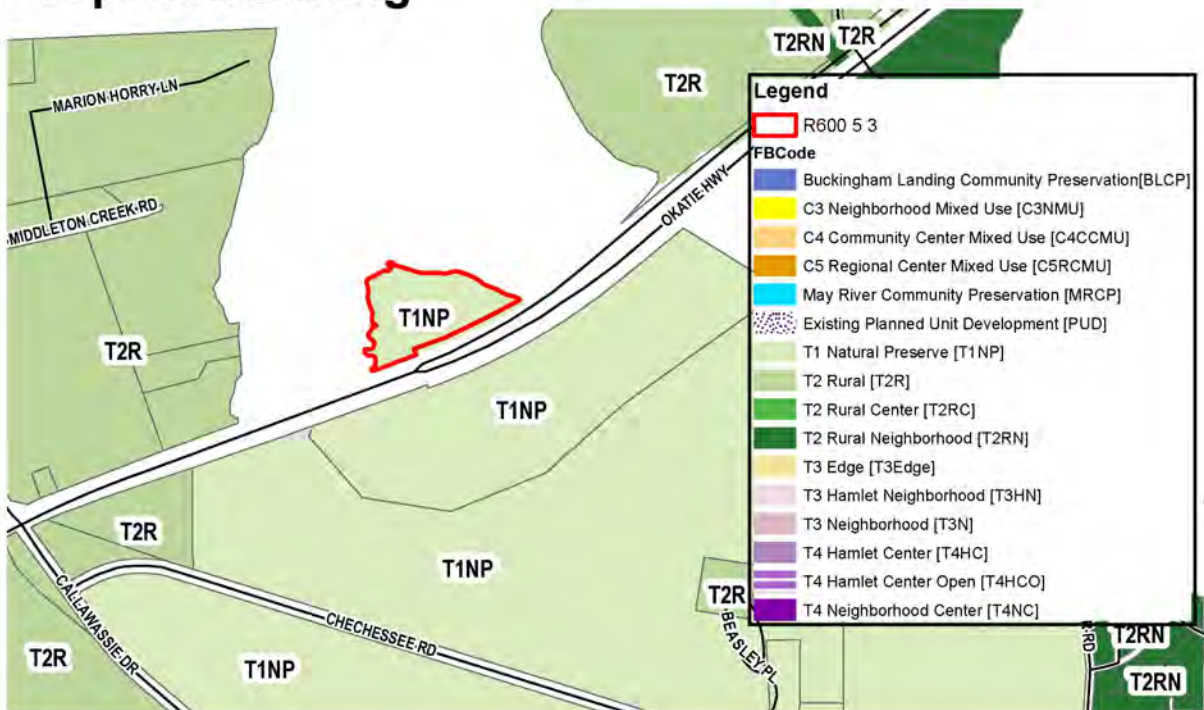 T2RN
T2R
T2R
MARION HORRY LN
MIDDLETON CREEK RD
OKATIE HWY
T1NP
T2R
T1NP
T2R
T1NP
T2R
CALLAWASSIE DR
CHECHESSEE RD
BEASLEY PL
T2R
T1NP
RD
T2RN
T2RN
Legend
R600 5 3
FBCode
Buckingham Landing Community Preservation[BLCP]
C3 Neighborhood Mixed Use [C3NMU]
C4 Community Center Mixed Use [C4CCMU]
C5 Regional Center Mixed Use [C5RCMU]
May River Community Preservation [MRCP]
Existing Planned Unit Development [PUD]
T1 Natural Preserve [T1NP]
T2 Rural [T2R]
T2 Rural Center [T2RC]
T2 Rural Neighborhood [T2RN]
T3 Edge [T3Edge]
T3 Hamlet Neighborhood [T3HN]
T3 Neighborhood [T3N]
T4 Hamlet Center [T4HC]
T4 Hamlet Center Open [T4HCO]
T4 Neighborhood Center [T4NC]